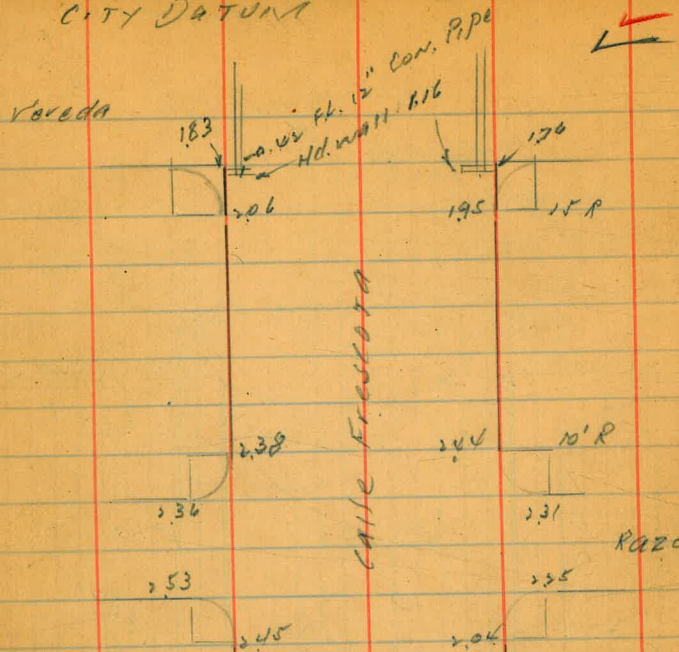 CITY DATUM
Vereda
0.42 FL. 12" Con. Pipe
Hd. Wall 1.16
1.83
1.76
2.06
1.95
15 R
Calle Frescota
2.38
2.44
10' R
2.36
2.31
2.53
2.25
2.45
2.04